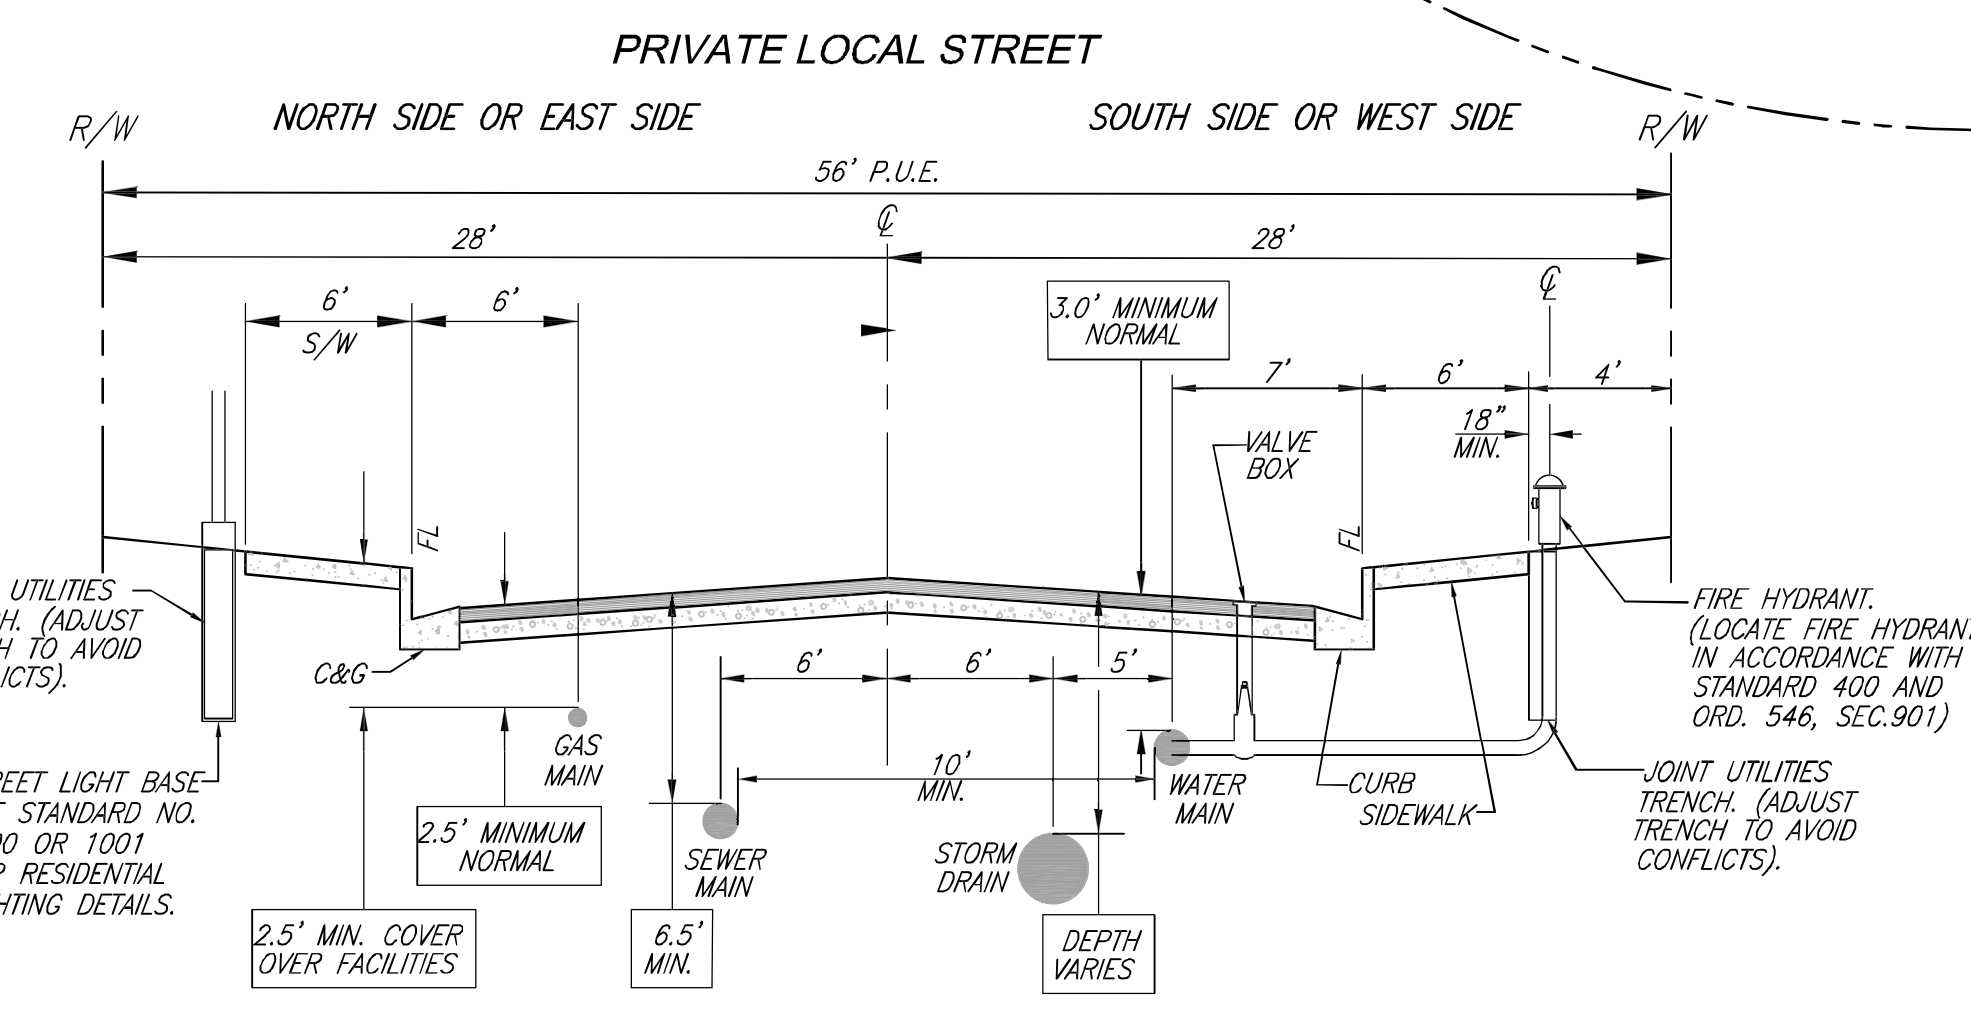 PRIVATE LOCAL STREET
NORTH SIDE OR EAST SIDE
SOUTH SIDE OR WEST SIDE
R/W
R/W
56' P.U.E.
℄
28'
28'
℄
6'
S/W
6'
3.0' MINIMUM
NORMAL
7'
6'
4'
18"
MIN.
VALVE
BOX
FL
FL
UTILITIES
(ADJUST
TO AVOID
FIRE HYDRANT.
(LOCATE FIRE HYDRANT
IN ACCORDANCE WITH
STANDARD 400 AND
ORD. 546, SEC.901)
C&G
6'
6'
5'
GAS
MAIN
10'
MIN.
WATER
MAIN
CURB
SIDEWALK
JOINT UTILITIES
TRENCH. (ADJUST
TRENCH TO AVOID
CONFLICTS).
LIGHT BASE
STANDARD NO.
OR 1001
RESIDENTIAL
DETAILS.
2.5' MINIMUM
NORMAL
SEWER
MAIN
STORM
DRAIN
2.5' MIN. COVER
OVER FACILITIES
6.5'
MIN.
DEPTH
VARIES